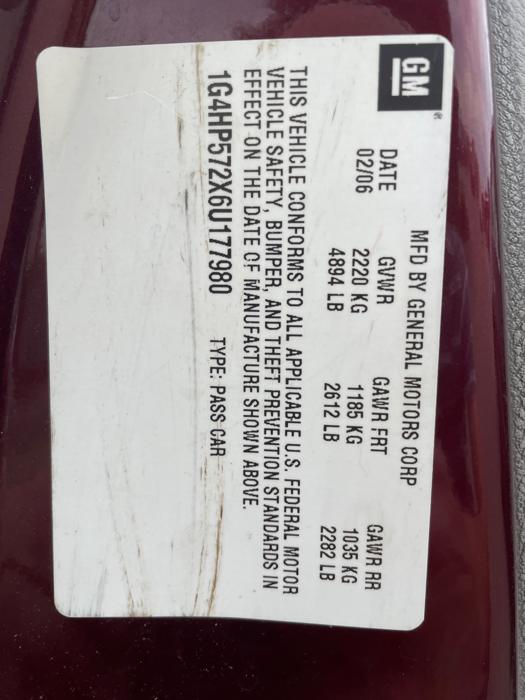 GM
MFD BY GENERAL MOTORS CORP
DATE GVWR GAWR FRT GAWR RR
02/06 2220 KG 1185 KG 1035 KG
4894 LB 2612 LB 2282 LB
THIS VEHICLE CONFORMS TO ALL APPLICABLE U.S. FEDERAL MOTOR
VEHICLE SAFETY, BUMPER, AND THEFT PREVENTION STANDARDS IN
EFFECT ON THE DATE OF MANUFACTURE SHOWN ABOVE.
1G4HP572X6U177980 TYPE: PASS CAR